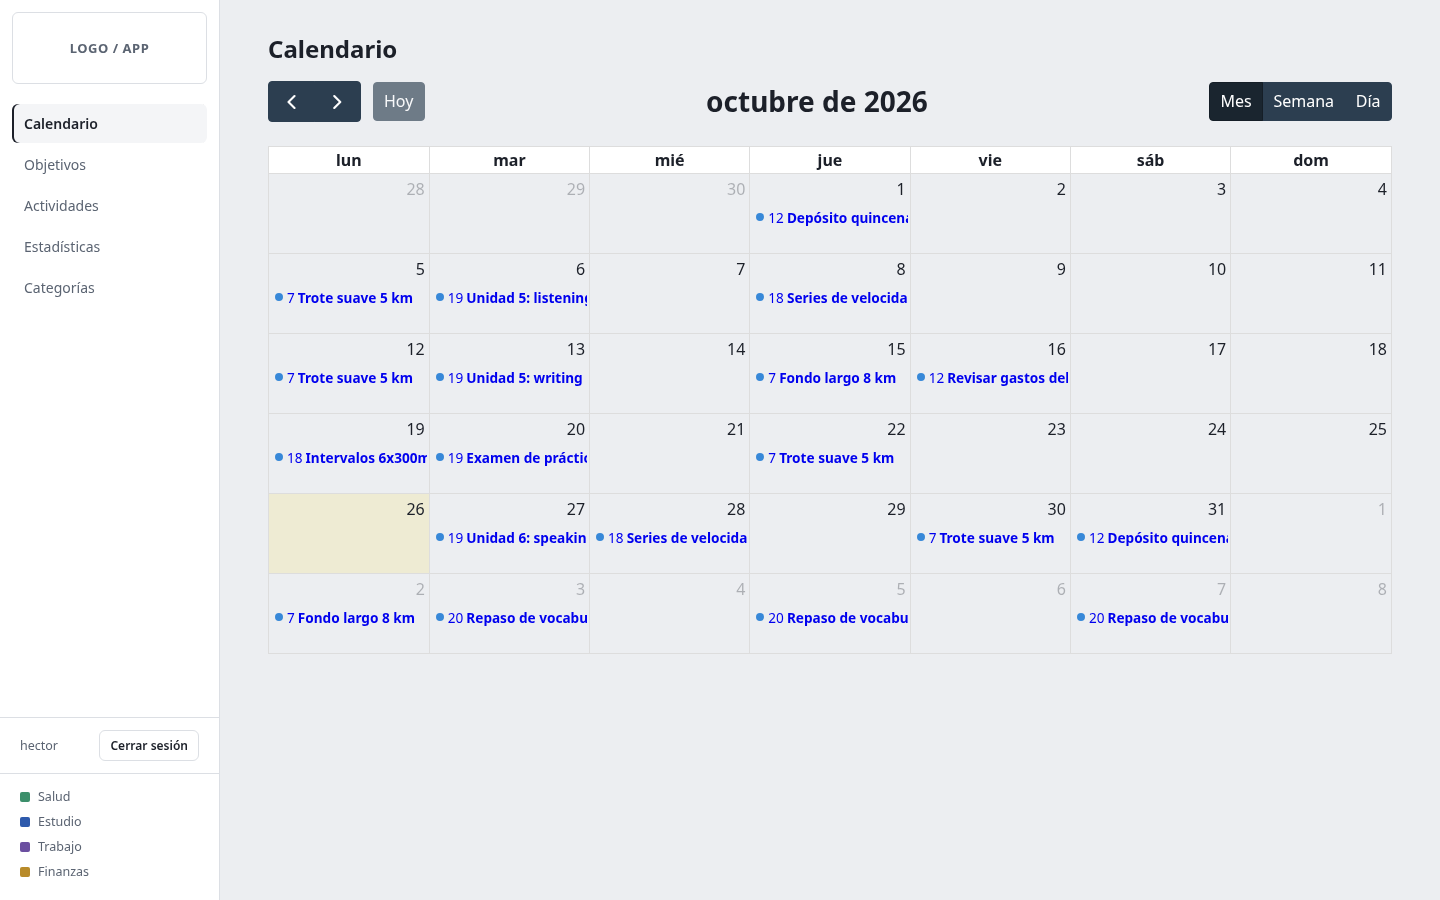 LOGO / APP
Calendario
Objetivos
Actividades
Estadísticas
Categorías
hector
Cerrar sesión
Salud
Estudio
Trabajo
Finanzas
Calendario
Hoy
octubre de 2026
Mes Semana Día
lun mar mié jue vie sáb dom
28 29 30 1 2 3 4
12 Depósito quincena
5 6 7 8 9 10 11
7 Trote suave 5 km 19 Unidad 5: listening 18 Series de velocida
12 13 14 15 16 17 18
7 Trote suave 5 km 19 Unidad 5: writing 7 Fondo largo 8 km 12 Revisar gastos del
19 20 21 22 23 24 25
18 Intervalos 6x300m 19 Examen de práctic 7 Trote suave 5 km
26 27 28 29 30 31 1
19 Unidad 6: speakin 18 Series de velocida 7 Trote suave 5 km 12 Depósito quincena
2 3 4 5 6 7 8
7 Fondo largo 8 km 20 Repaso de vocabu 20 Repaso de vocabu 20 Repaso de vocabu